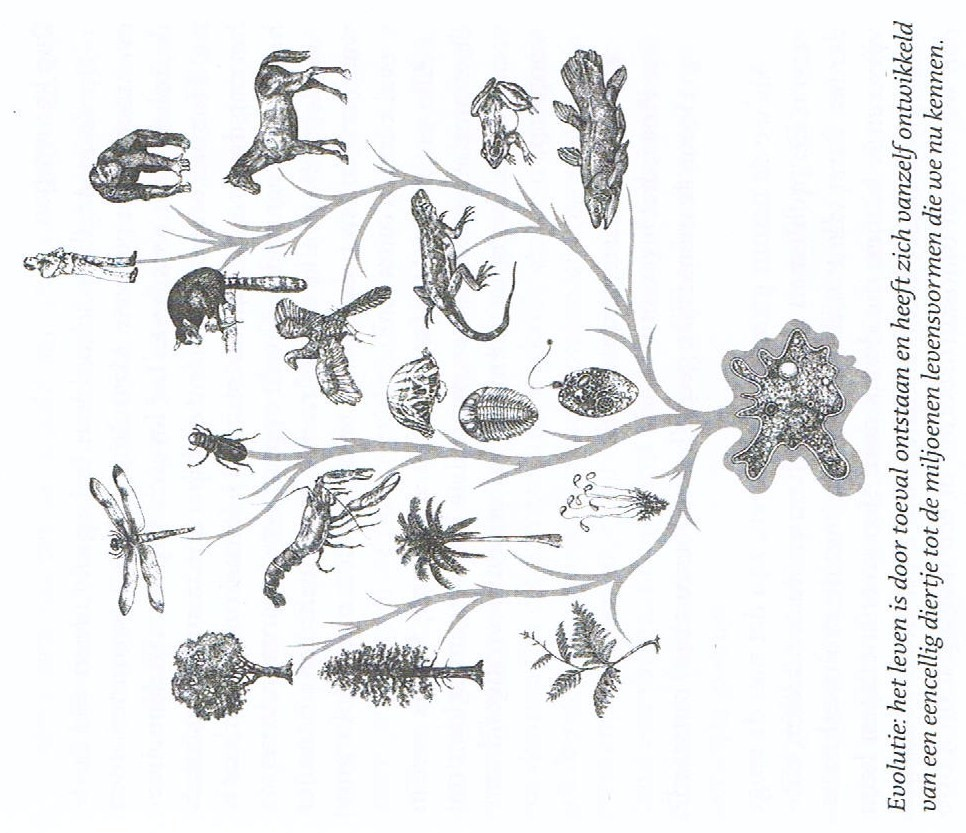 Evolutie: het leven is door toeval ontstaan en heeft zich vanzelf ontwikkeld
van een eencellig diertje tot de miljoenen levensvormen die we nu kennen.